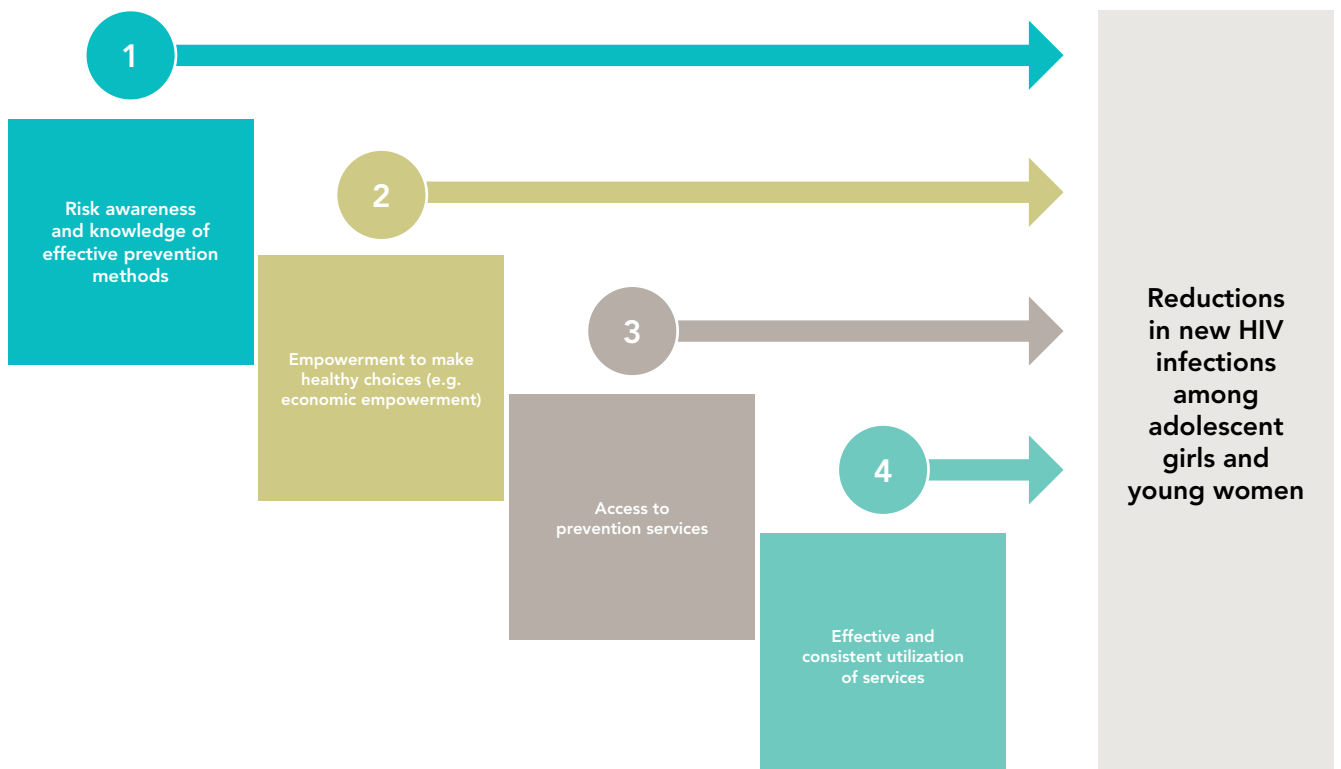 1
Risk awareness
and knowledge of
effective prevention
methods
2
Empowerment to make
healthy choices (e.g.
economic empowerment)
3
Access to
prevention services
4
Effective and
consistent utilization
of services
Reductions
in new HIV
infections
among
adolescent
girls and
young women